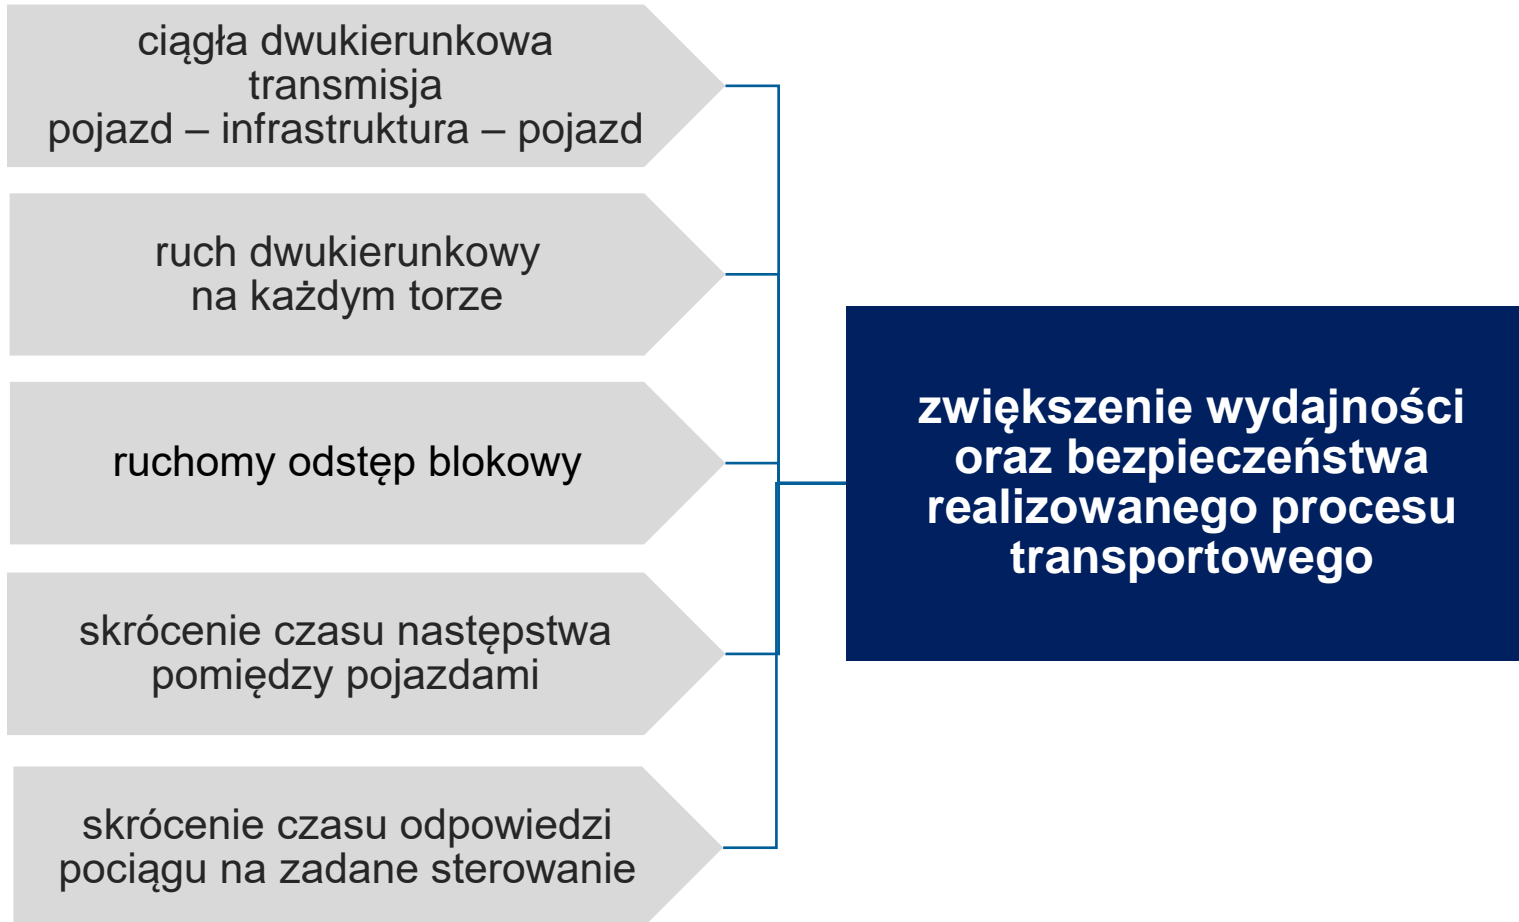 ciągła dwukierunkowa
transmisja
pojazd – infrastruktura – pojazd
ruch dwukierunkowy
na każdym torze
ruchomy odstęp blokowy
skrócenie czasu następstwa
pomiędzy pojazdami
skrócenie czasu odpowiedzi
pociągu na zadane sterowanie
zwiększenie wydajności
oraz bezpieczeństwa
realizowanego procesu
transportowego